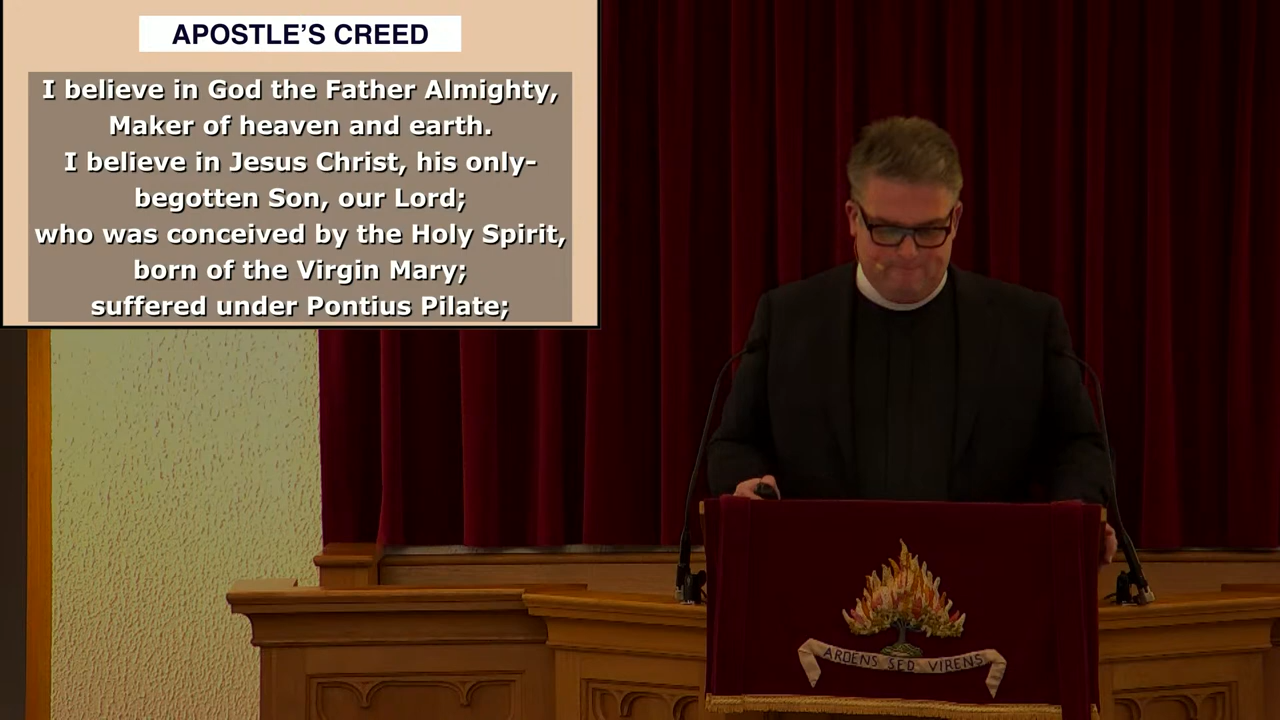 APOSTLE'S CREED
I believe in God the Father Almighty,
Maker of heaven and earth.
I believe in Jesus Christ, his only-
begotten Son, our Lord;
who was conceived by the Holy Spirit,
born of the Virgin Mary;
suffered under Pontius Pilate;
ARDENS SED VIRENS